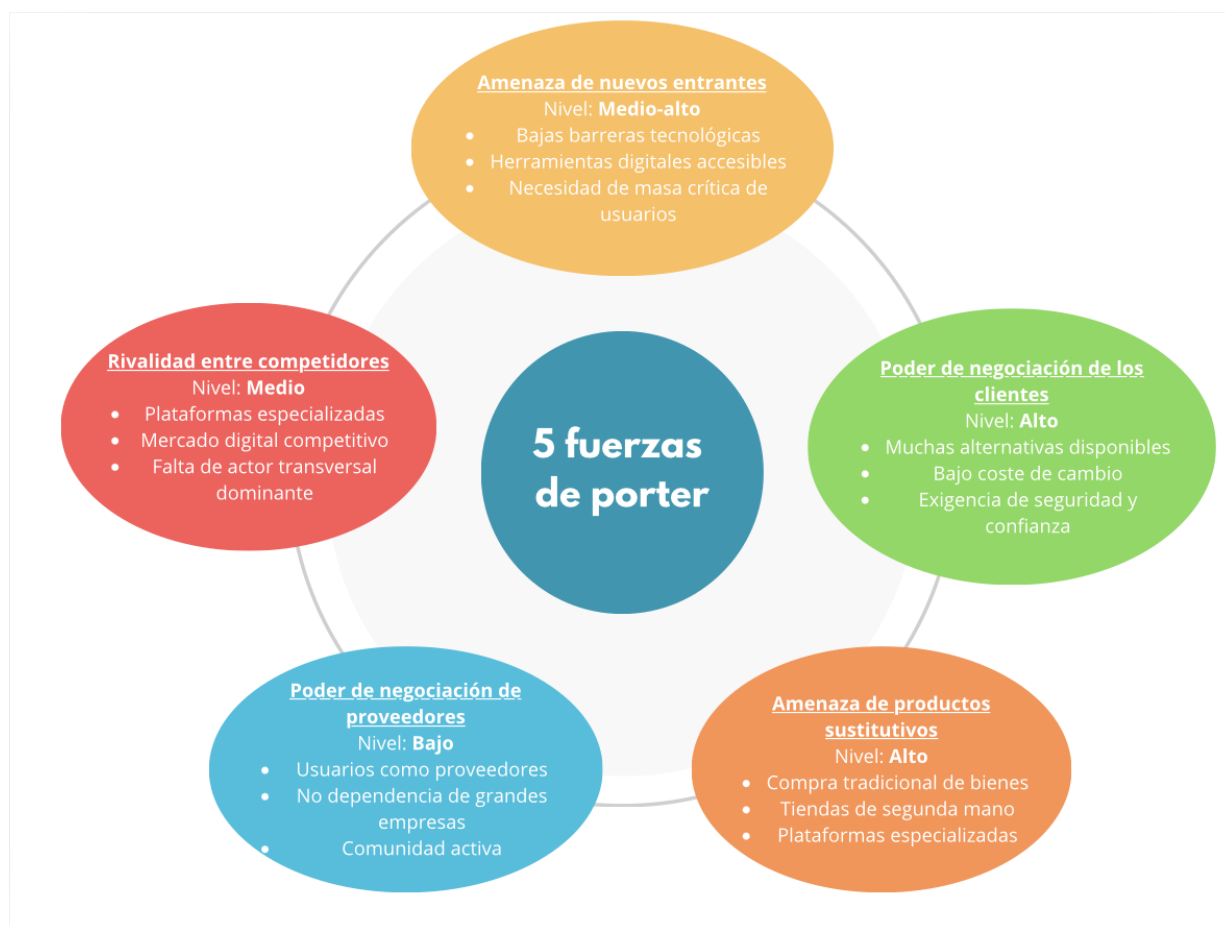 Amenaza de nuevos entrantes
Nivel: Medio-alto
• Bajas barreras tecnológicas
• Herramientas digitales accesibles
• Necesidad de masa crítica de
usuarios
Rivalidad entre competidores
Nivel: Medio
• Plataformas especializadas
• Mercado digital competitivo
• Falta de actor transversal
dominante
5 fuerzas
de porter
Poder de negociación de los
clientes
Nivel: Alto
• Muchas alternativas disponibles
• Bajo coste de cambio
• Exigencia de seguridad y
confianza
Poder de negociación de
proveedores
Nivel: Bajo
• Usuarios como proveedores
• No dependencia de grandes
empresas
• Comunidad activa
Amenaza de productos
sustitutivos
Nivel: Alto
• Compra tradicional de bienes
• Tiendas de segunda mano
• Plataformas especializadas